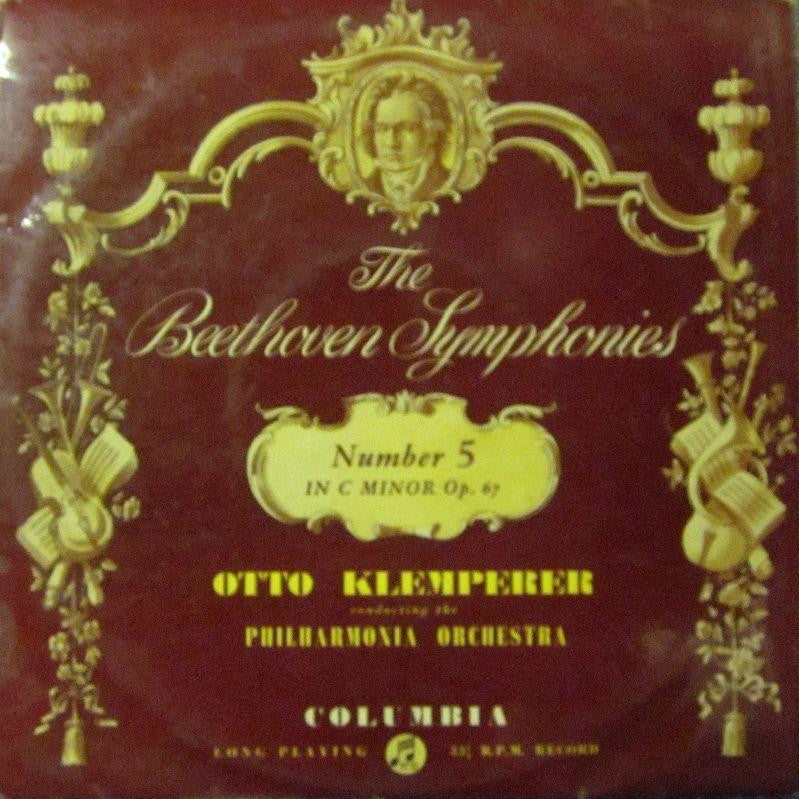 The
Beethoven Symphonies
Number 5
IN C MINOR Op. 67
OTTO KLEMPERER
conducting the
PHILHARMONIA ORCHESTRA
COLUMBIA
LONG PLAYING 33⅓ R.P.M. RECORD